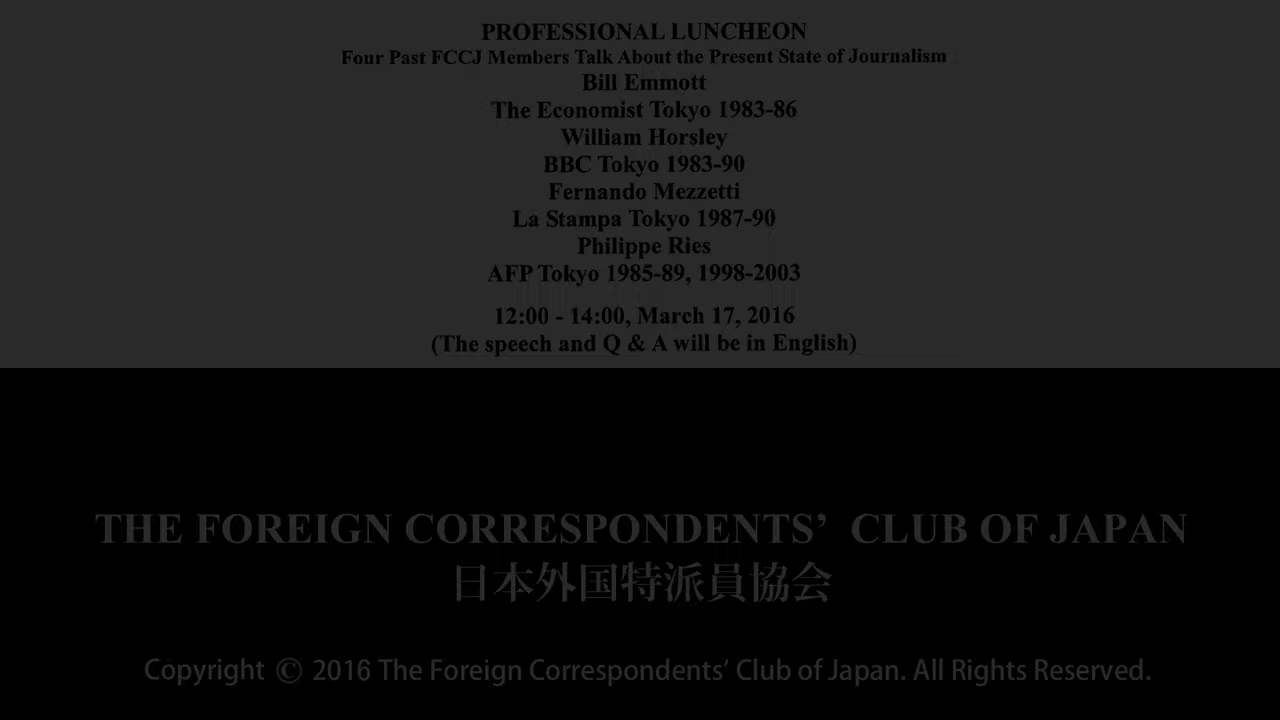 PROFESSIONAL LUNCHEON
Four Past FCCJ Members Talk About the Present State of Journalism
Bill Emmott
The Economist Tokyo 1983-86
William Horsley
BBC Tokyo 1983-90
Fernando Mezzetti
La Stampa Tokyo 1987-90
Philippe Ries
AFP Tokyo 1985-89, 1998-2003
12:00 - 14:00, March 17, 2016
(The speech and Q & A will be in English)
THE FOREIGN CORRESPONDENTS’ CLUB OF JAPAN
日本外国特派員協会
Copyright © 2016 The Foreign Correspondents’ Club of Japan. All Rights Reserved.